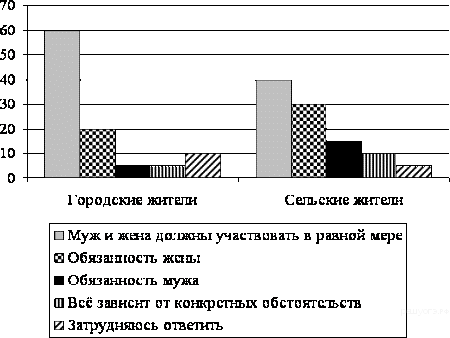 70
60
50
40
30
20
10
0
Городские жители Сельские жители
Муж и жена должны участвовать в равной мере
Обязанность жены
Обязанность мужа
Всё зависит от конкретных обстоятельств
Затрудняюсь ответить